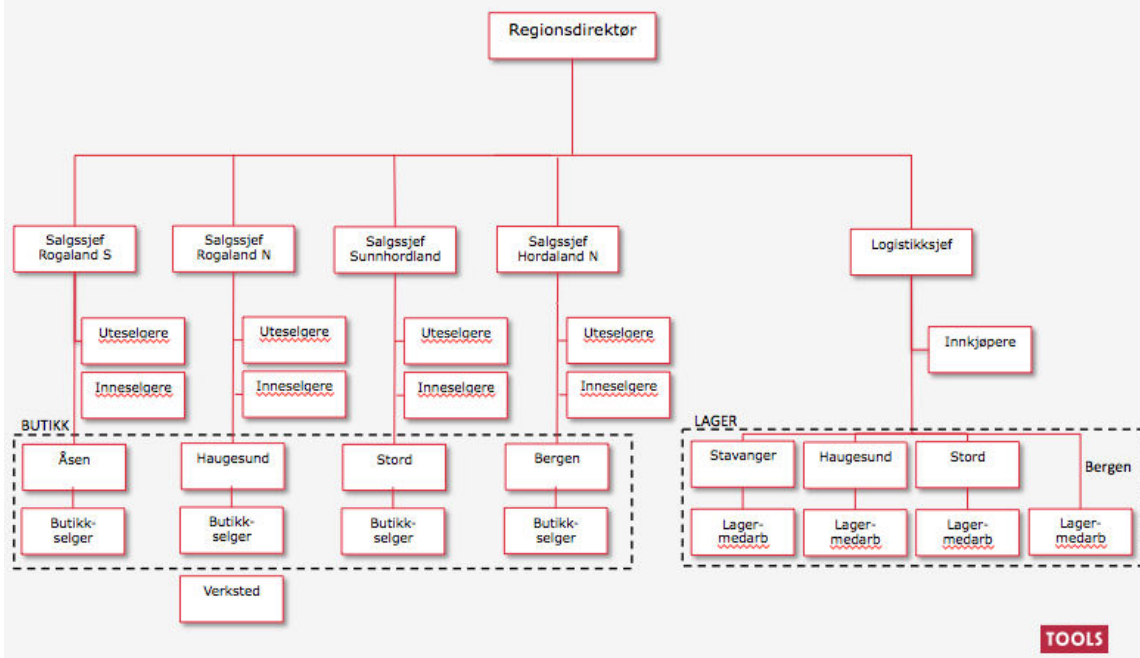 Regionsdirektør
Salgssjef
Rogaland S
Salgssjef
Rogaland N
Salgssjef
Sunnhordland
Salgssjef
Hordaland N
Logistikksjef
Uteselgere
Uteselgere
Uteselgere
Uteselgere
Innkjøpere
Inneselgere
Inneselgere
Inneselgere
Inneselgere
BUTIKK
LAGER
Åsen
Haugesund
Stord
Bergen
Stavanger
Haugesund
Stord
Bergen
Butikk-
selger
Butikk-
selger
Butikk-
selger
Butikk-
selger
Lager-
medarb
Lager-
medarb
Lager-
medarb
Lager-
medarb
Verksted
TOOLS